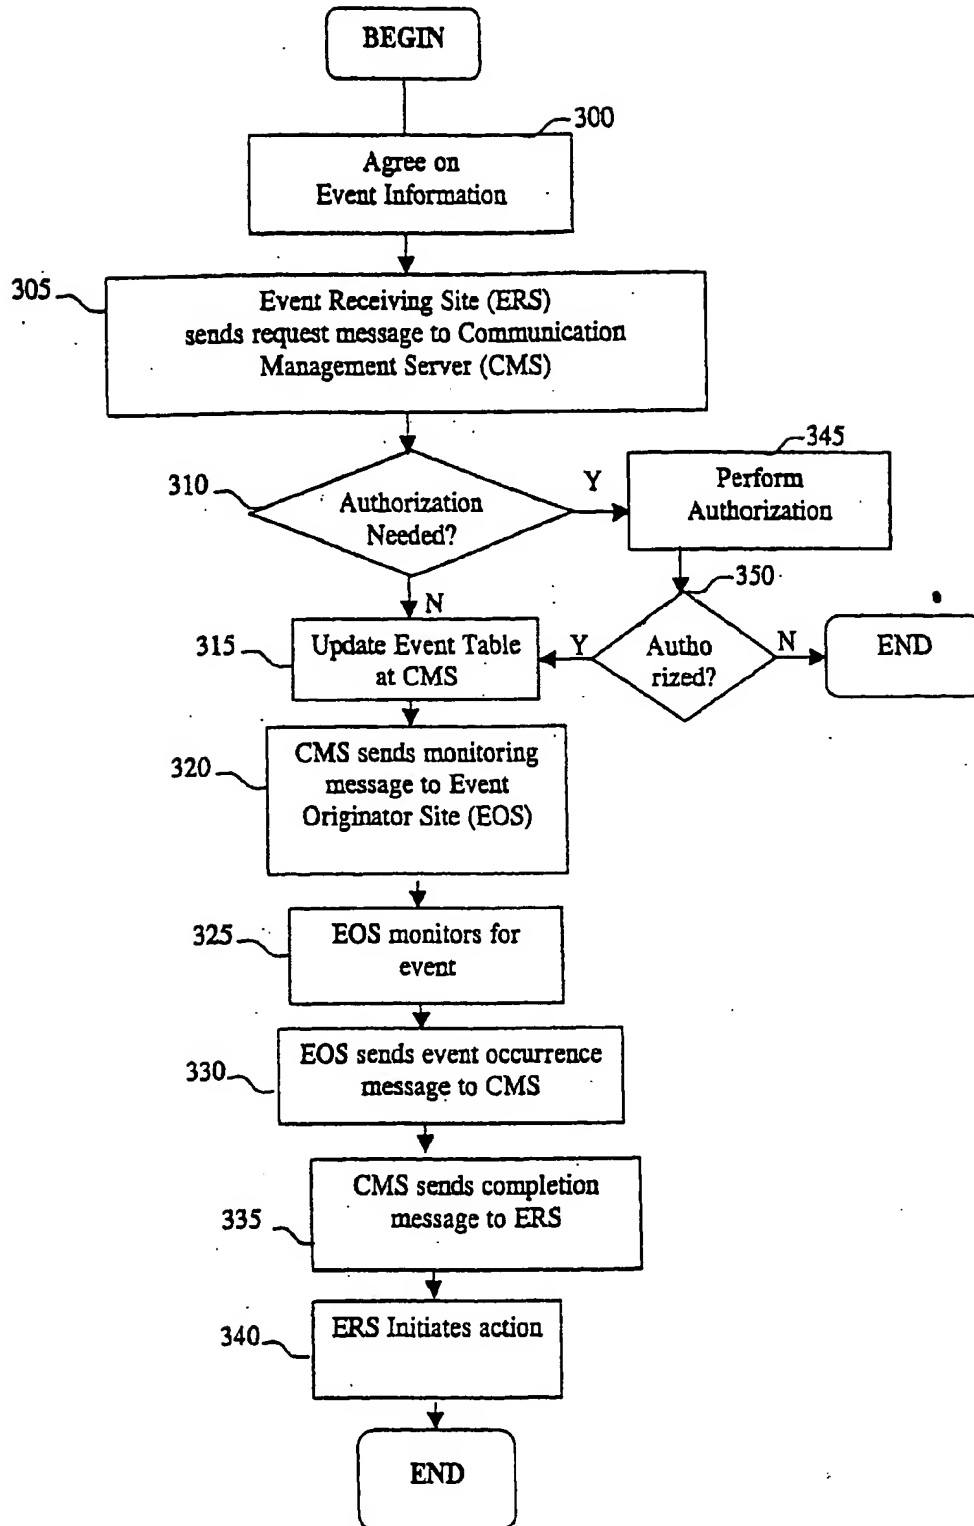 BEGIN
300
Agree on
Event Information
305
Event Receiving Site (ERS)
sends request message to Communication
Management Server (CMS)
310
Authorization
Needed?
Y
345
Perform
Authorization
N
350
315
Update Event Table
at CMS
Y
Autho
rized?
N
END
320
CMS sends monitoring
message to Event
Originator Site (EOS)
325
EOS monitors for
event
330
EOS sends event occurrence
message to CMS
335
CMS sends completion
message to ERS
340
ERS Initiates action
END